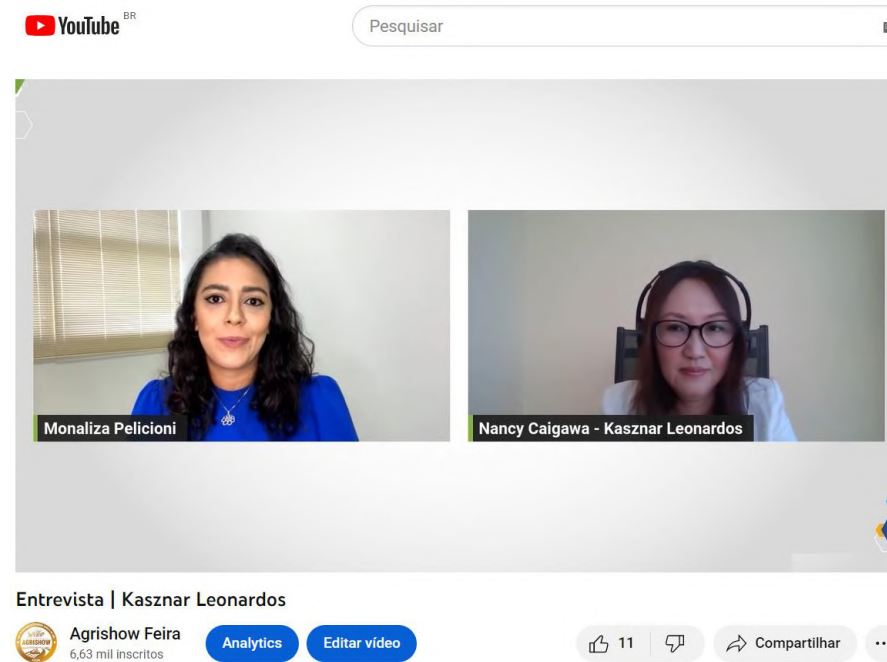 YouTube BR
Pesquisar
Monaliza Pelicioni
Nancy Caigawa - Kasznar Leonardos
Entrevista | Kasznar Leonardos
Agrishow Feira
6,63 mil inscritos
Analytics
Editar vídeo
11
Compartilhar
AGRISHOW